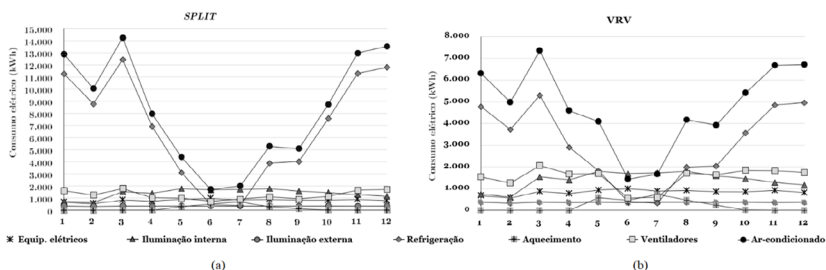 SPLIT
VRV
Consumo elétrico (kWh)
15.000
14.000
13.000
12.000
11.000
10.000
9.000
8.000
7.000
6.000
5.000
4.000
3.000
2.000
1.000
0
1 2 3 4 5 6 7 8 9 10 11 12
Consumo elétrico (kWh)
8.000
7.000
6.000
5.000
4.000
3.000
2.000
1.000
0
1 2 3 4 5 6 7 8 9 10 11 12
Equip. elétricos Iluminação interna Iluminação externa Refrigeração Aquecimento Ventiladores Ar-condicionado
(a)
(b)